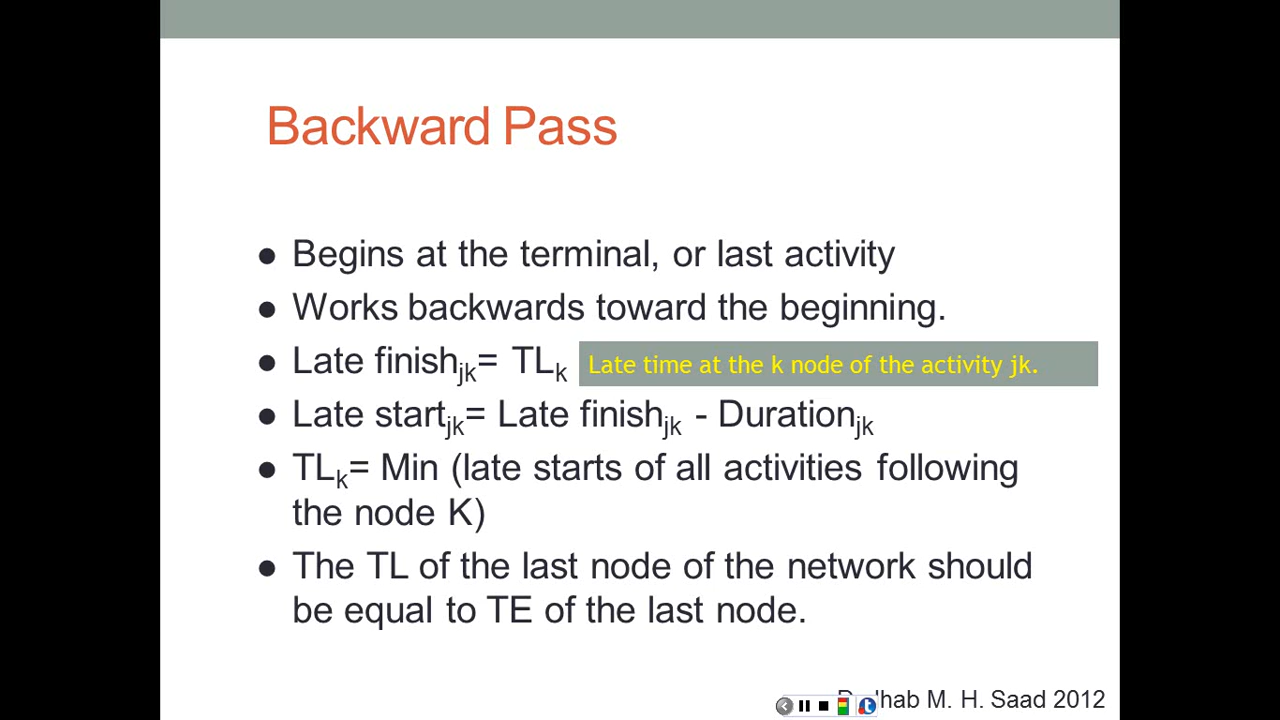 Backward Pass
● Begins at the terminal, or last activity
● Works backwards toward the beginning.
● Late finishjk= TLk Late time at the k node of the activity jk.
● Late startjk= Late finishjk - Durationjk
● TLk= Min (late starts of all activities following
the node K)
● The TL of the last node of the network should
be equal to TE of the last node.
M. H. Saad 2012